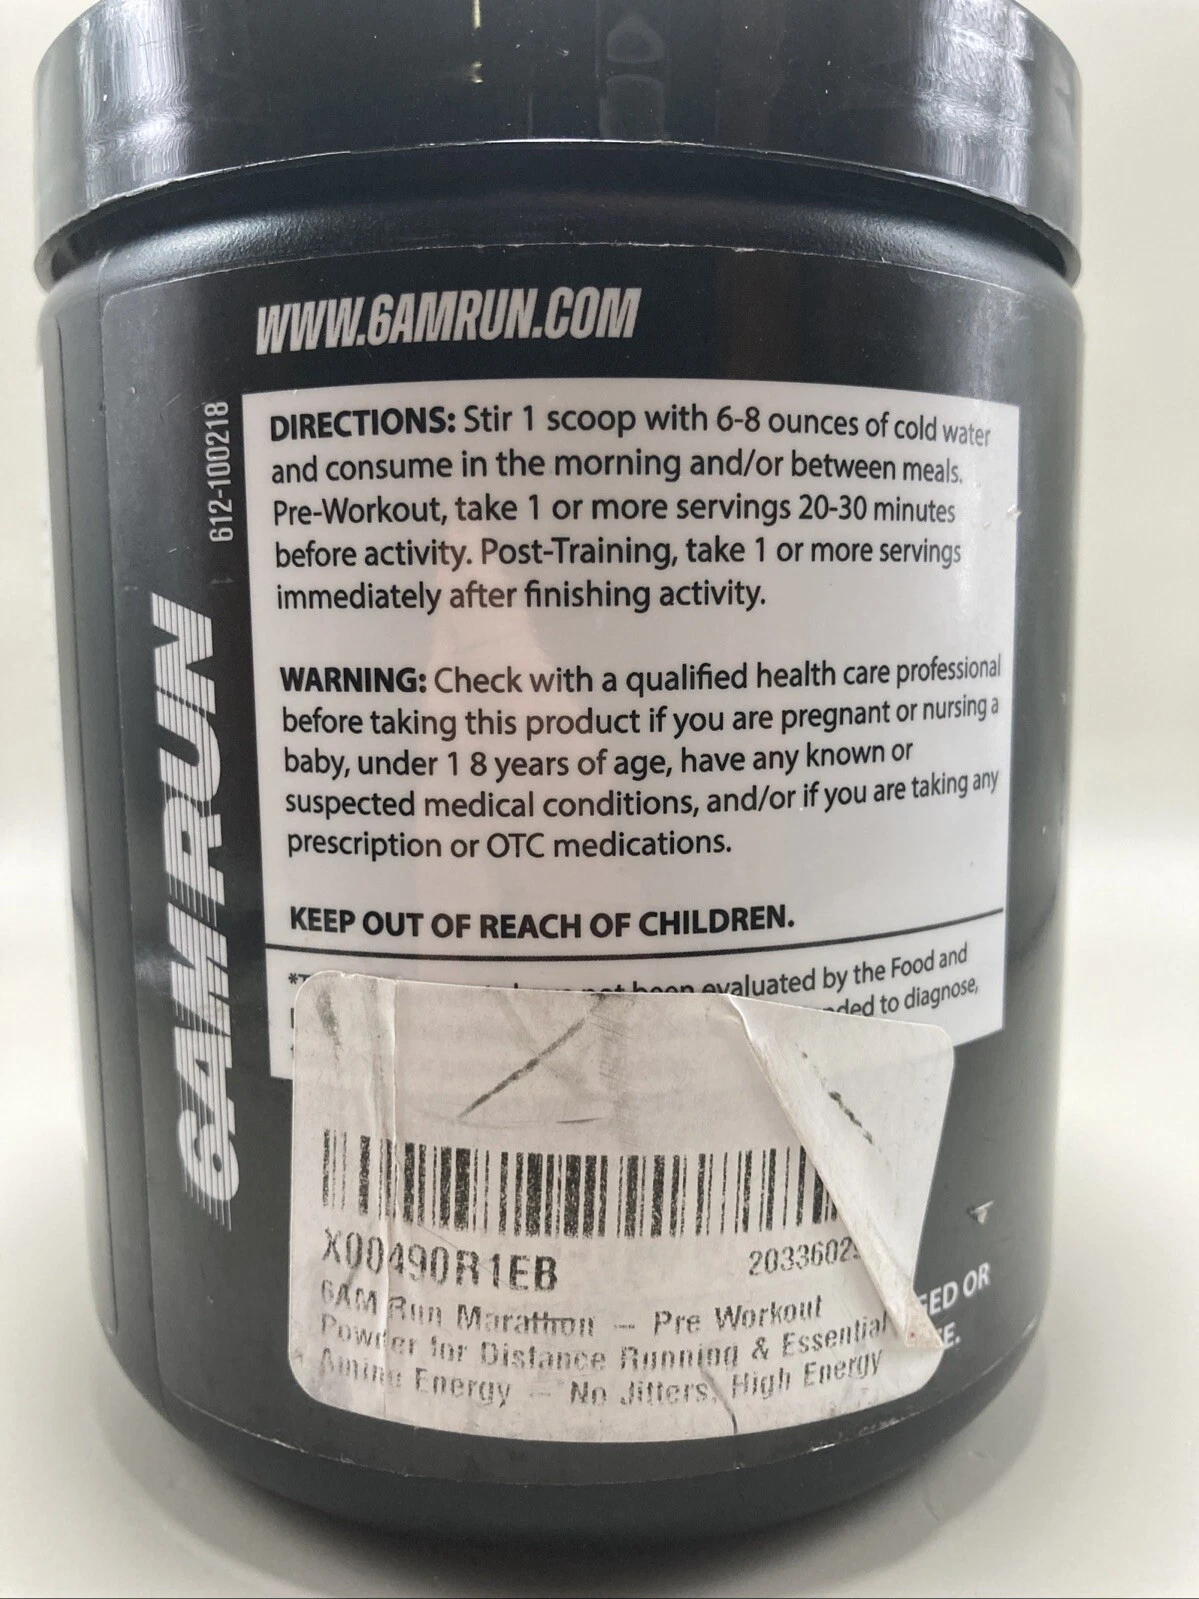 WWW.6AMRUN.COM
612-100218
6AM RUN
DIRECTIONS: Stir 1 scoop with 6-8 ounces of cold water
and consume in the morning and/or between meals.
Pre-Workout, take 1 or more servings 20-30 minutes
before activity. Post-Training, take 1 or more servings
immediately after finishing activity.
WARNING: Check with a qualified health care professional
before taking this product if you are pregnant or nursing a
baby, under 1 8 years of age, have any known or
suspected medical conditions, and/or if you are taking any
prescription or OTC medications.
KEEP OUT OF REACH OF CHILDREN.
not been evaluated by the Food and
to diagnose,
X00490R1EB
6AM Run Marathon -- Pre Workout
Powder for Distance Running & Essential
Amino Energy -- No Jitters, High Energy
OR